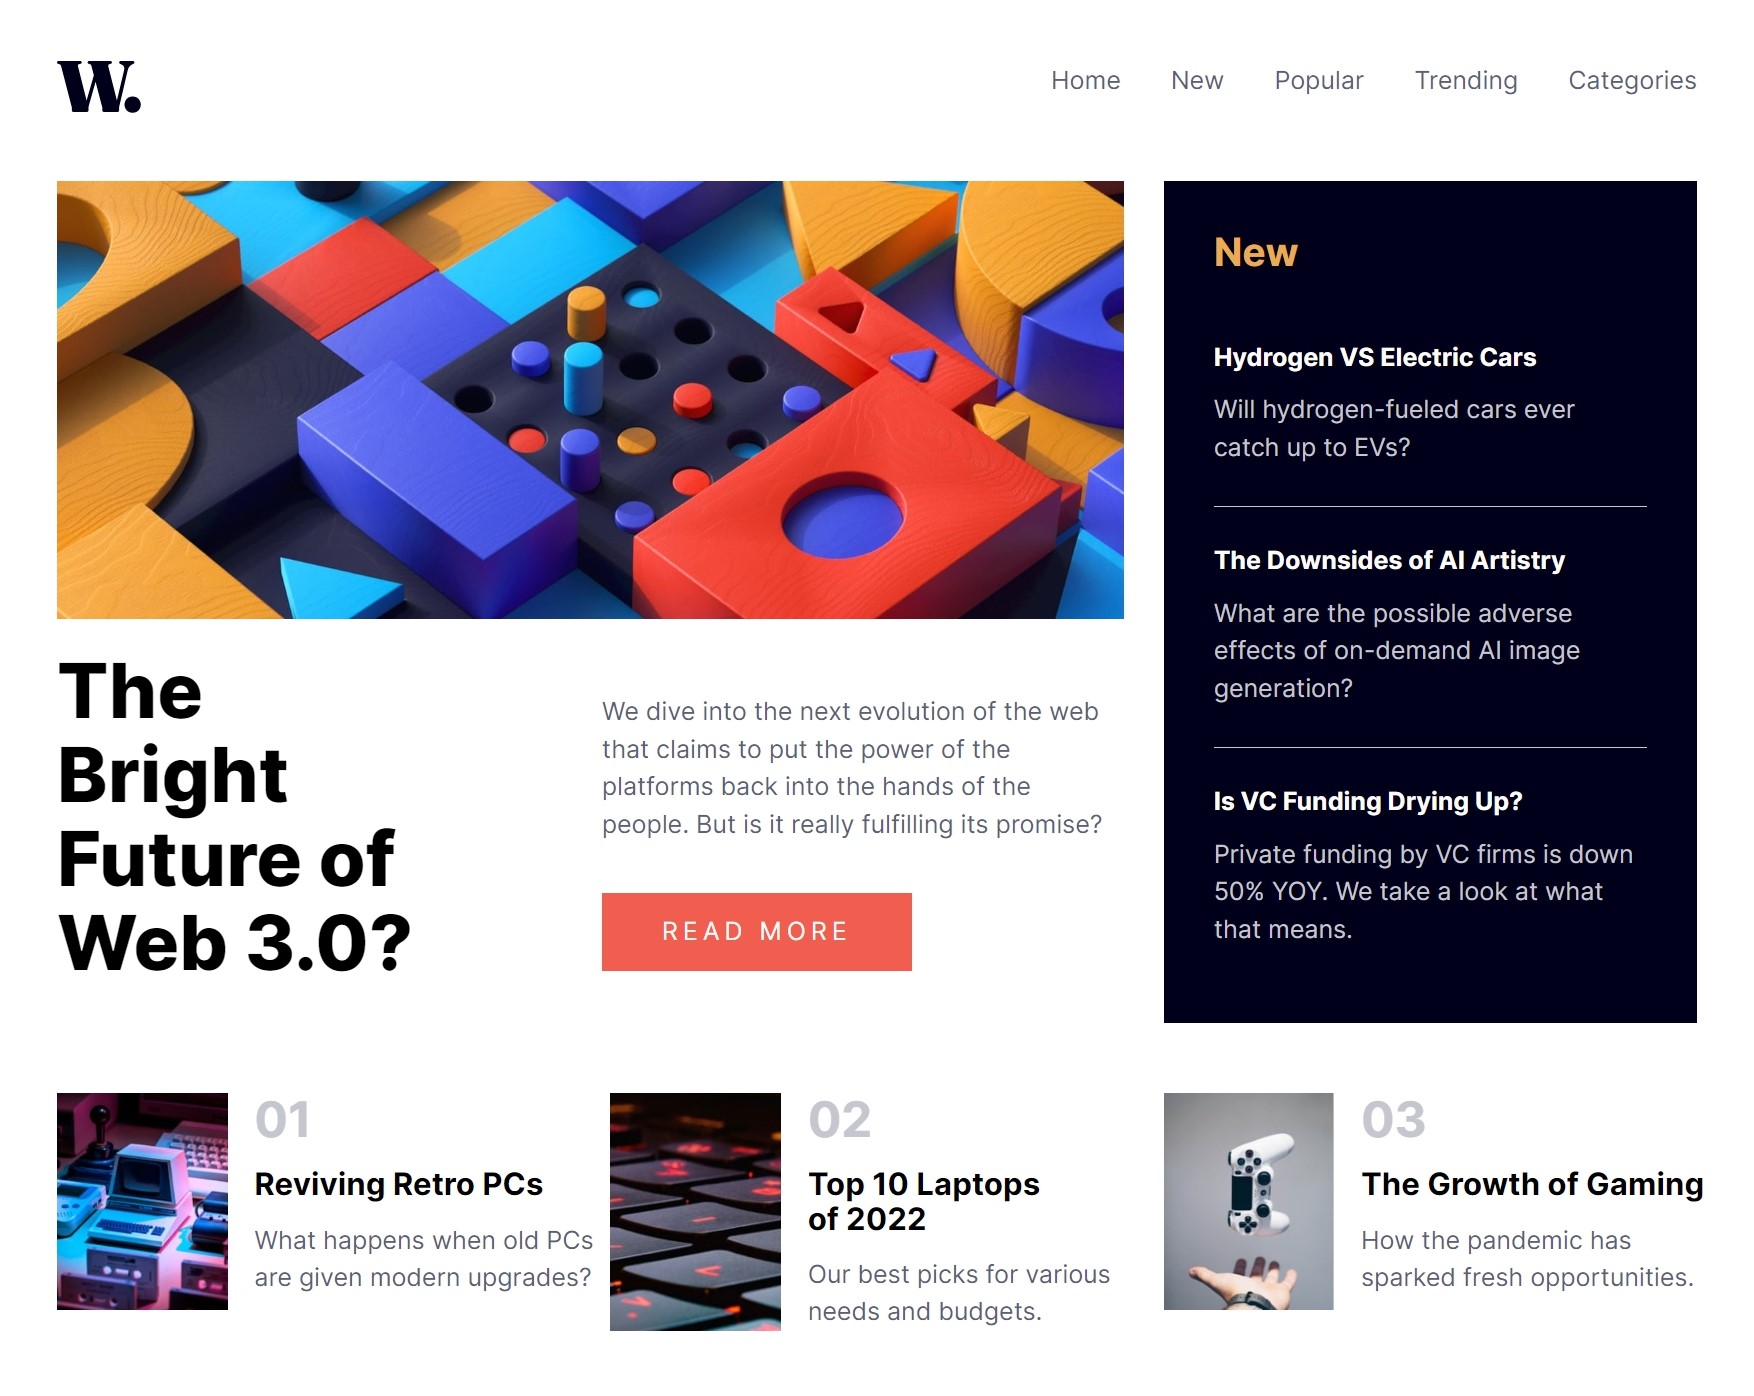 W.
Home New Popular Trending Categories
The
Bright
Future of
Web 3.0?
We dive into the next evolution of the web
that claims to put the power of the
platforms back into the hands of the
people. But is it really fulfilling its promise?
READ MORE
New
Hydrogen VS Electric Cars
Will hydrogen-fueled cars ever
catch up to EVs?
The Downsides of AI Artistry
What are the possible adverse
effects of on-demand AI image
generation?
Is VC Funding Drying Up?
Private funding by VC firms is down
50% YOY. We take a look at what
that means.
01
Reviving Retro PCs
What happens when old PCs
are given modern upgrades?
02
Top 10 Laptops
of 2022
Our best picks for various
needs and budgets.
03
The Growth of Gaming
How the pandemic has
sparked fresh opportunities.